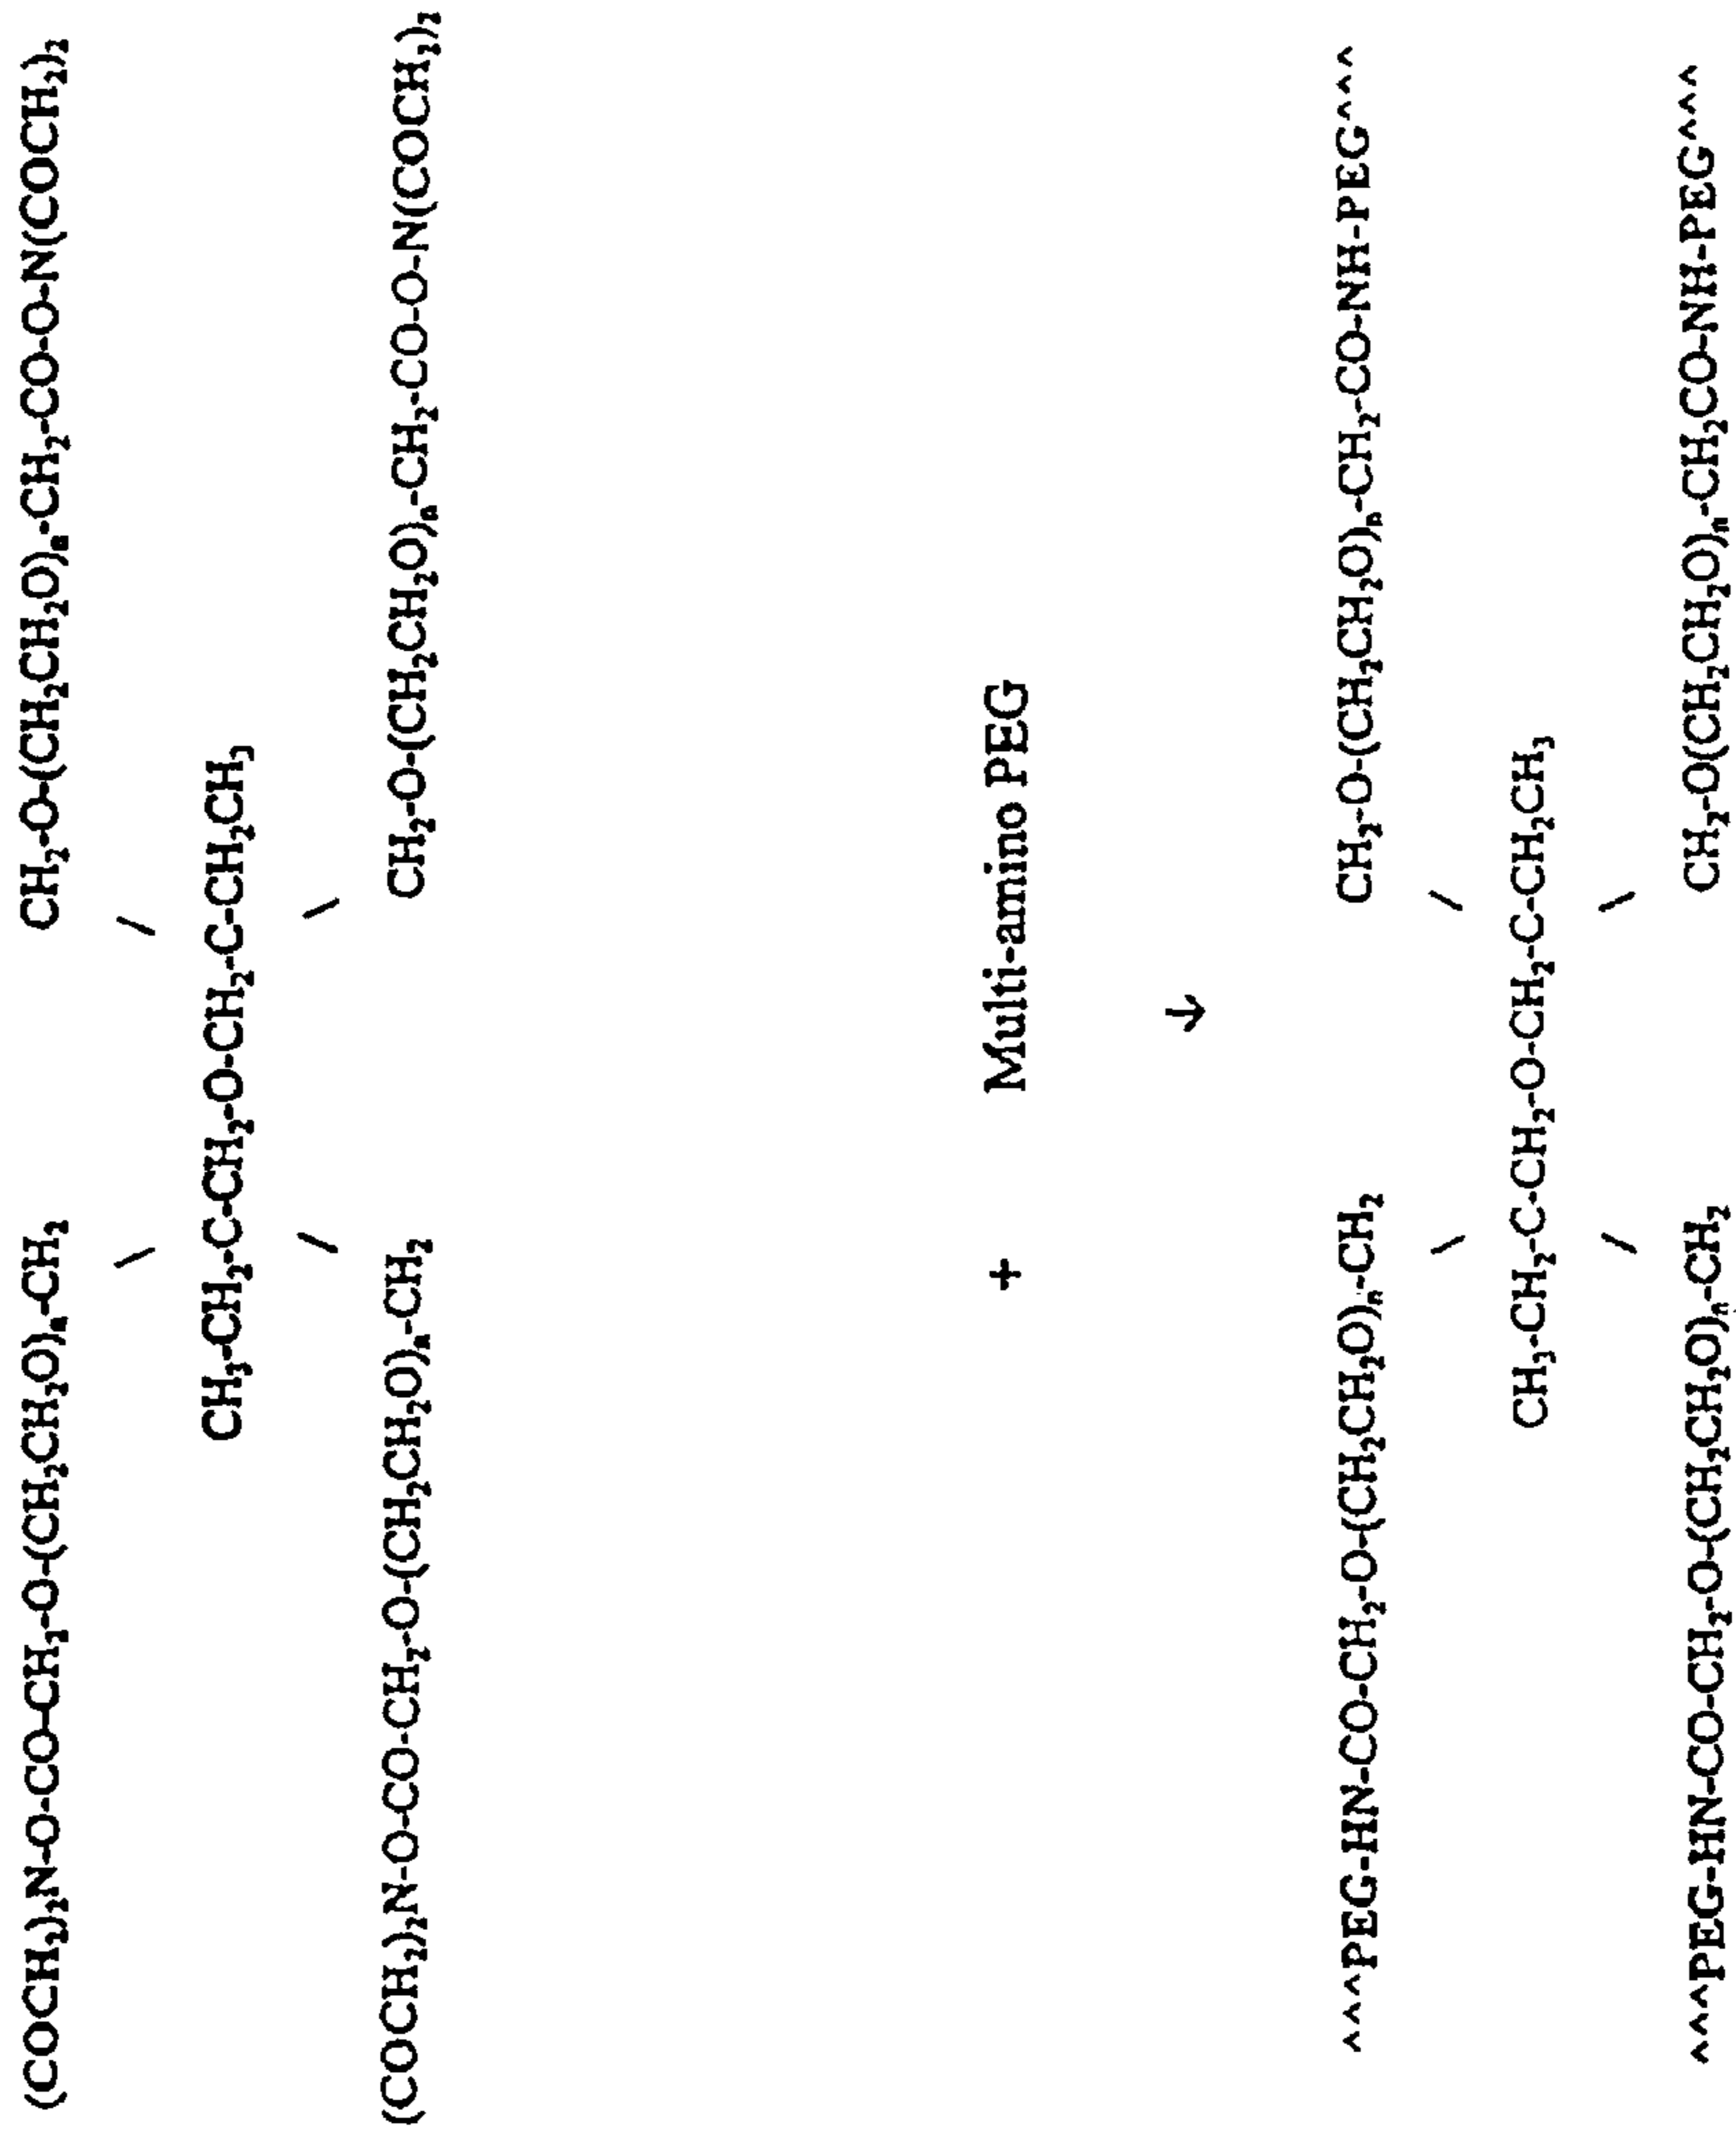 (COCH₂)₂N-O-CO-CH₂-O-(CH₂CH₂O)ₙ-CH₂ CH₂-O-(CH₂CH₂O)ₙ-CH₂-CO-O-N(COCH₂)₂
\ /
CH₃-CH₂-C-CH₂-O-CH₂-C-CH₂CH₃
/ \
(COCH₂)₂N-O-CO-CH₂-O-(CH₂CH₂O)ₙ-CH₂ CH₂-O-(CH₂CH₂O)ₙ-CH₂-CO-O-N(COCH₂)₂
+ Multi-amino PEG
↓
^^^PEG-HN-CO-CH₂-O-(CH₂CH₂O)ₙ-CH₂ CH₂-O-(CH₂CH₂O)ₙ-CH₂-CO-NH-PEG^^^
\ /
CH₃-CH₂-C-CH₂-O-CH₂-C-CH₂CH₃
/ \
^^^PEG-HN-CO-CH₂-O-(CH₂CH₂O)ₙ-CH₂ CH₂-O(CH₂CH₂O)ₙ-CH₂CO-NH-PEG^^^